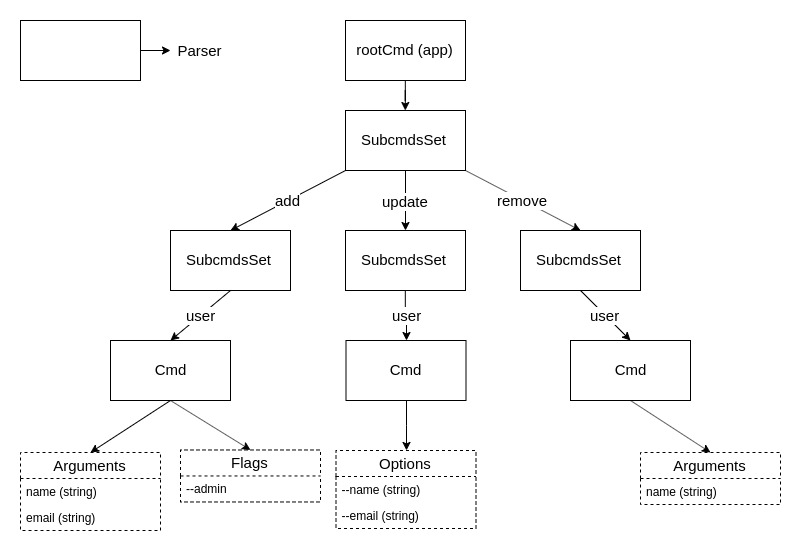 Parser
rootCmd (app)
SubcmdsSet
add
update
remove
SubcmdsSet
SubcmdsSet
SubcmdsSet
user
user
user
Cmd
Cmd
Cmd
Arguments
name (string)
email (string)
Flags
--admin
Options
--name (string)
--email (string)
Arguments
name (string)